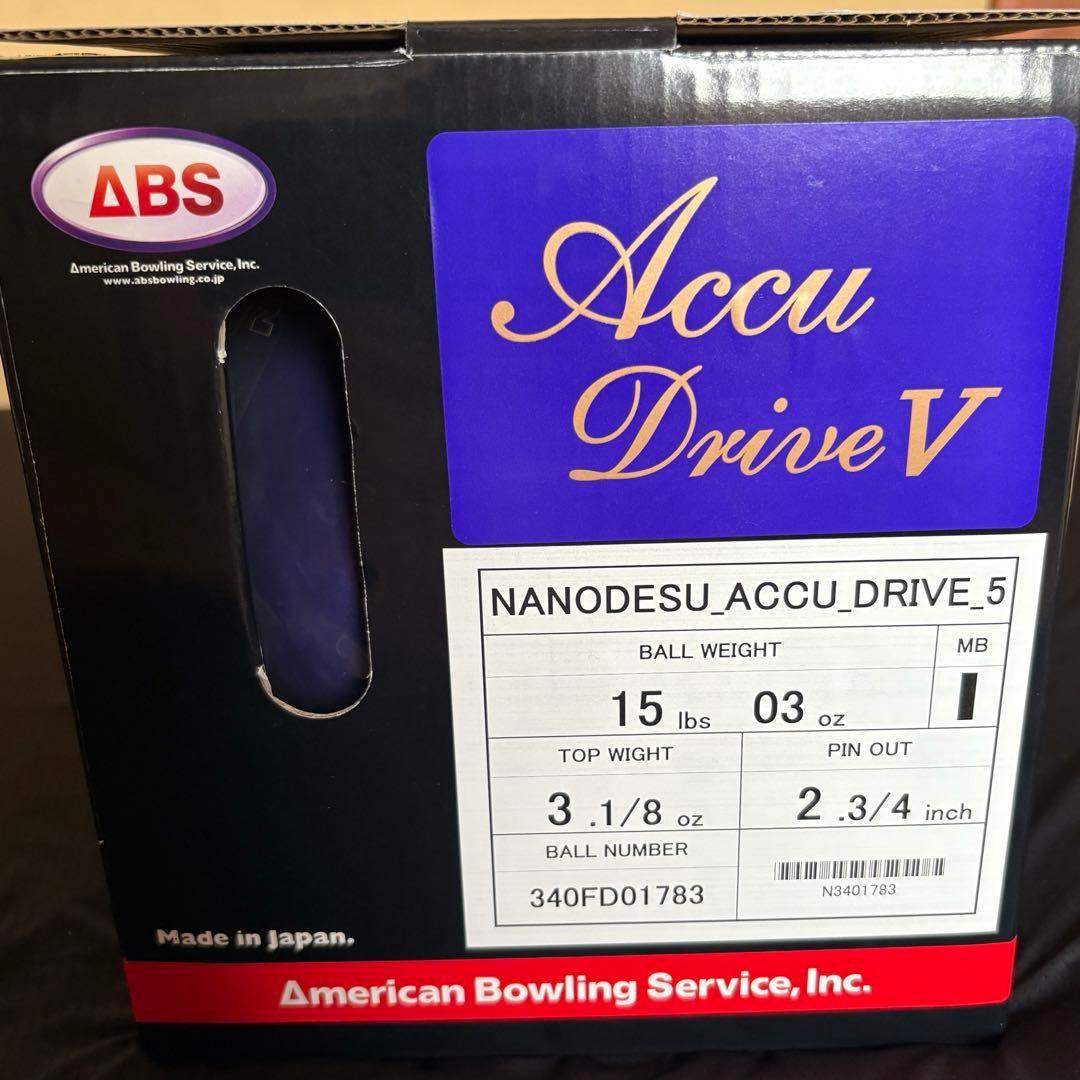 ABS
American Bowling Service, Inc.
www.absbowling.co.jp
Accu
Drive V
NANODESU_ACCU_DRIVE_5
BALL WEIGHT
MB
15 lbs 03 oz
TOP WIGHT
PIN OUT
3 .1/8 oz
2 .3/4 inch
BALL NUMBER
340FD01783
N3401783
Made in Japan.
American Bowling Service, Inc.